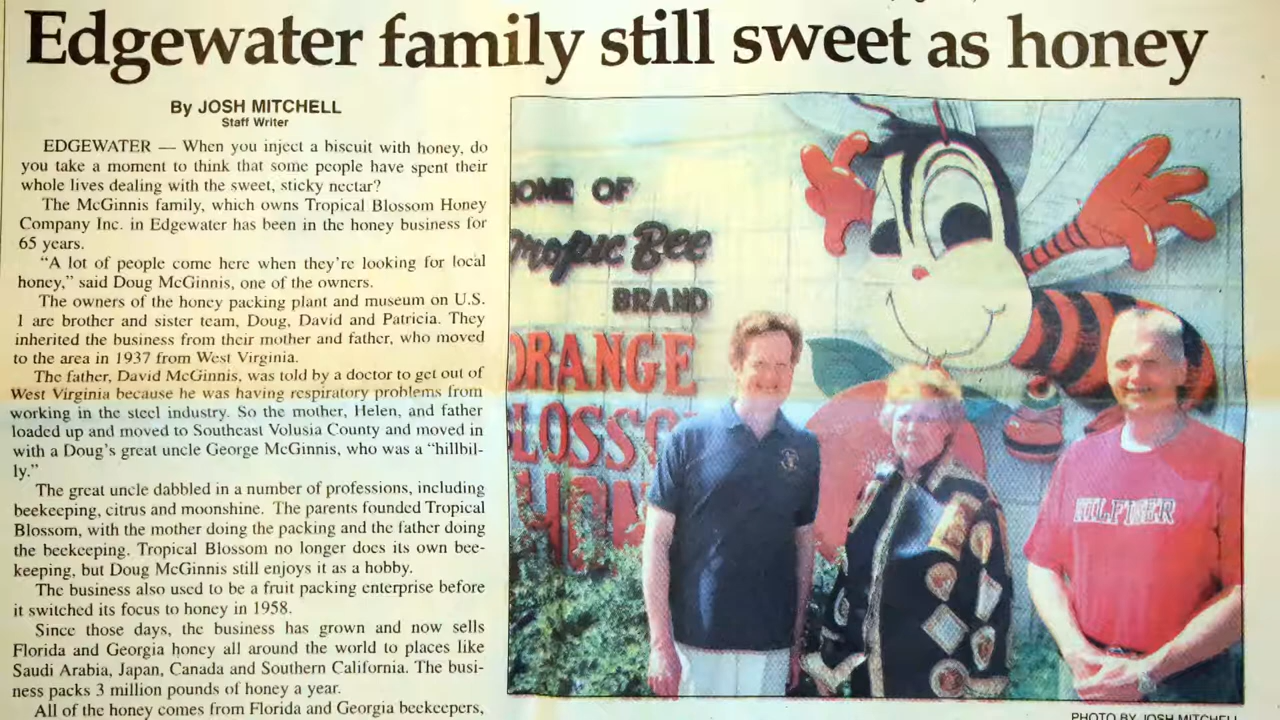 Edgewater family still sweet as honey
By JOSH MITCHELL
Staff Writer
EDGEWATER — When you inject a biscuit with honey, do
you take a moment to think that some people have spent their
whole lives dealing with the sweet, sticky nectar?
The McGinnis family, which owns Tropical Blossom Honey
Company Inc. in Edgewater has been in the honey business for
65 years.
“A lot of people come here when they’re looking for local
honey,” said Doug McGinnis, one of the owners.
The owners of the honey packing plant and museum on U.S.
1 are brother and sister team, Doug, David and Patricia. They
inherited the business from their mother and father, who moved
to the area in 1937 from West Virginia.
The father, David McGinnis, was told by a doctor to get out of
West Virginia because he was having respiratory problems from
working in the steel industry. So the mother, Helen, and father
loaded up and moved to Southeast Volusia County and moved in
with a Doug’s great uncle George McGinnis, who was a “hillbil-
ly.”
The great uncle dabbled in a number of professions, including
beekeeping, citrus and moonshine. The parents founded Tropical
Blossom, with the mother doing the packing and the father doing
the beekeeping. Tropical Blossom no longer does its own bee-
keeping, but Doug McGinnis still enjoys it as a hobby.
The business also used to be a fruit packing enterprise before
it switched its focus to honey in 1958.
Since those days, the business has grown and now sells
Florida and Georgia honey all around the world to places like
Saudi Arabia, Japan, Canada and Southern California. The busi-
ness packs 3 million pounds of honey a year.
All of the honey comes from Florida and Georgia beekeepers,
OME OF
Tropic Bee
BRAND
ORANGE
LOSSO
HON
HILFIGER
PHOTO BY JOSH MITCHELL